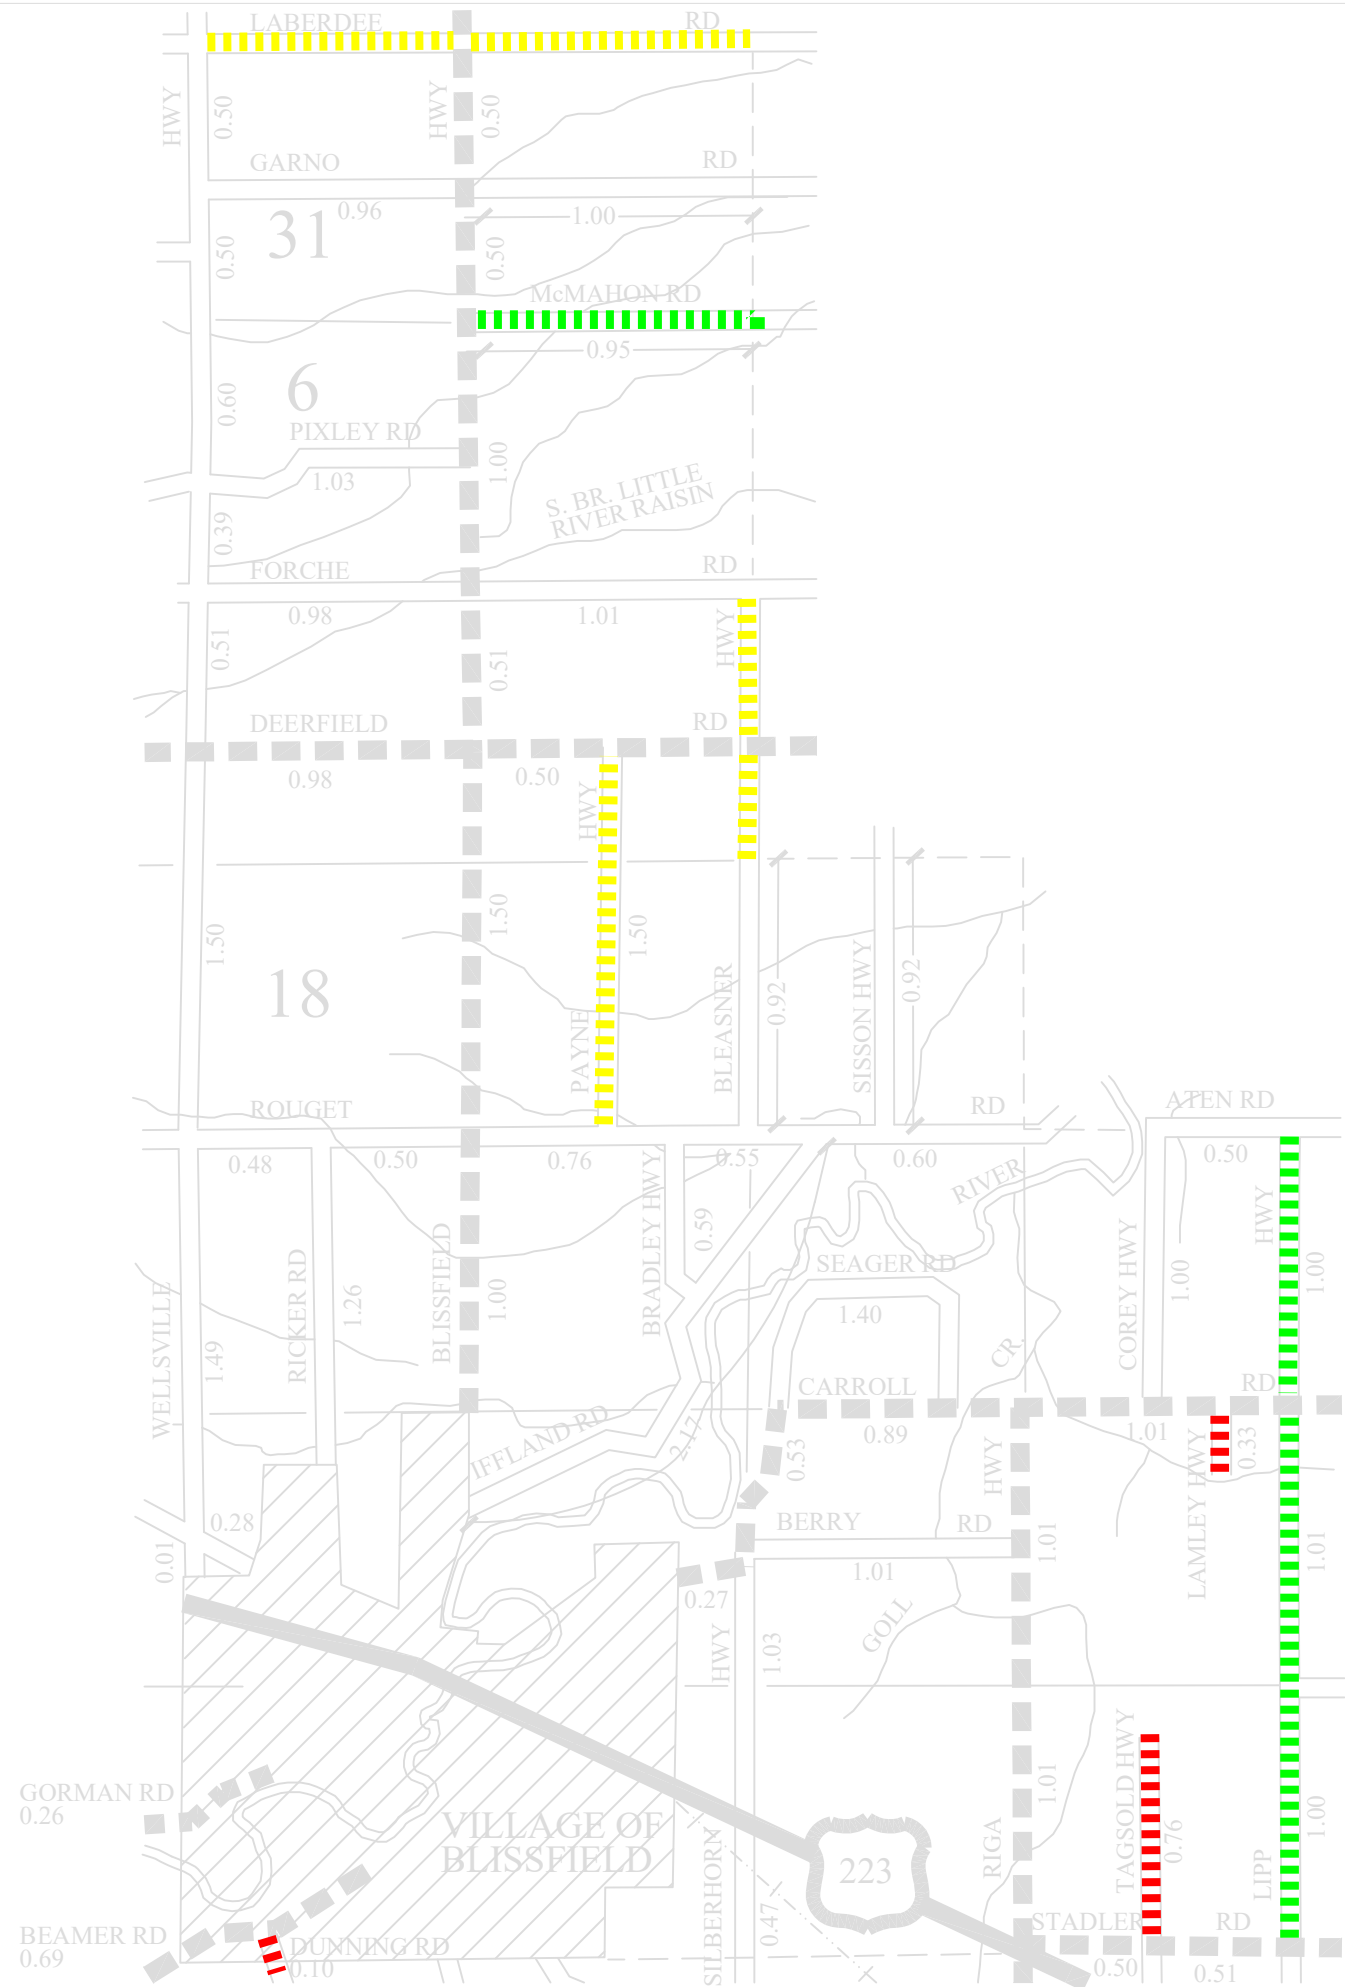 LABERDEE RD
HWY
0.50
HWY
0.50
GARNO RD
31
0.96
1.00
0.50
0.50
McMAHON RD
0.95
6
0.60
PIXLEY RD
1.03
1.00
S. BR. LITTLE
RIVER RAISIN
0.39
FORCHE RD
0.98
1.01
HWY
0.51
0.51
DEERFIELD RD
0.98
0.50
HWY
1.50
18
1.50
1.50
PAYNE
BLEASNER
0.92
SISSON HWY
0.92
ROUGET RD
ATEN RD
0.48
0.50
0.76
0.55
0.60
0.50
RIVER
HWY
WELLSVILLE
1.49
RICKER RD
1.26
BLISSFIELD
1.00
BRADLEY HWY
0.59
SEAGER RD
1.40
CR.
COREY HWY
1.00
1.00
CARROLL RD
0.89
1.01
IFFLAND RD
2.17
0.53
HWY
LAMLEY HWY
0.33
0.28
0.01
BERRY RD
1.01
1.01
1.01
0.27
GOLL
HWY
1.03
GORMAN RD
0.26
VILLAGE OF
BLISSFIELD
SILBERHORN
223
0.47
RIGA
1.01
TAGSOLD HWY
0.76
LIPP
1.00
BEAMER RD
0.69
DUNNING RD
0.10
STADLER RD
0.50
0.51